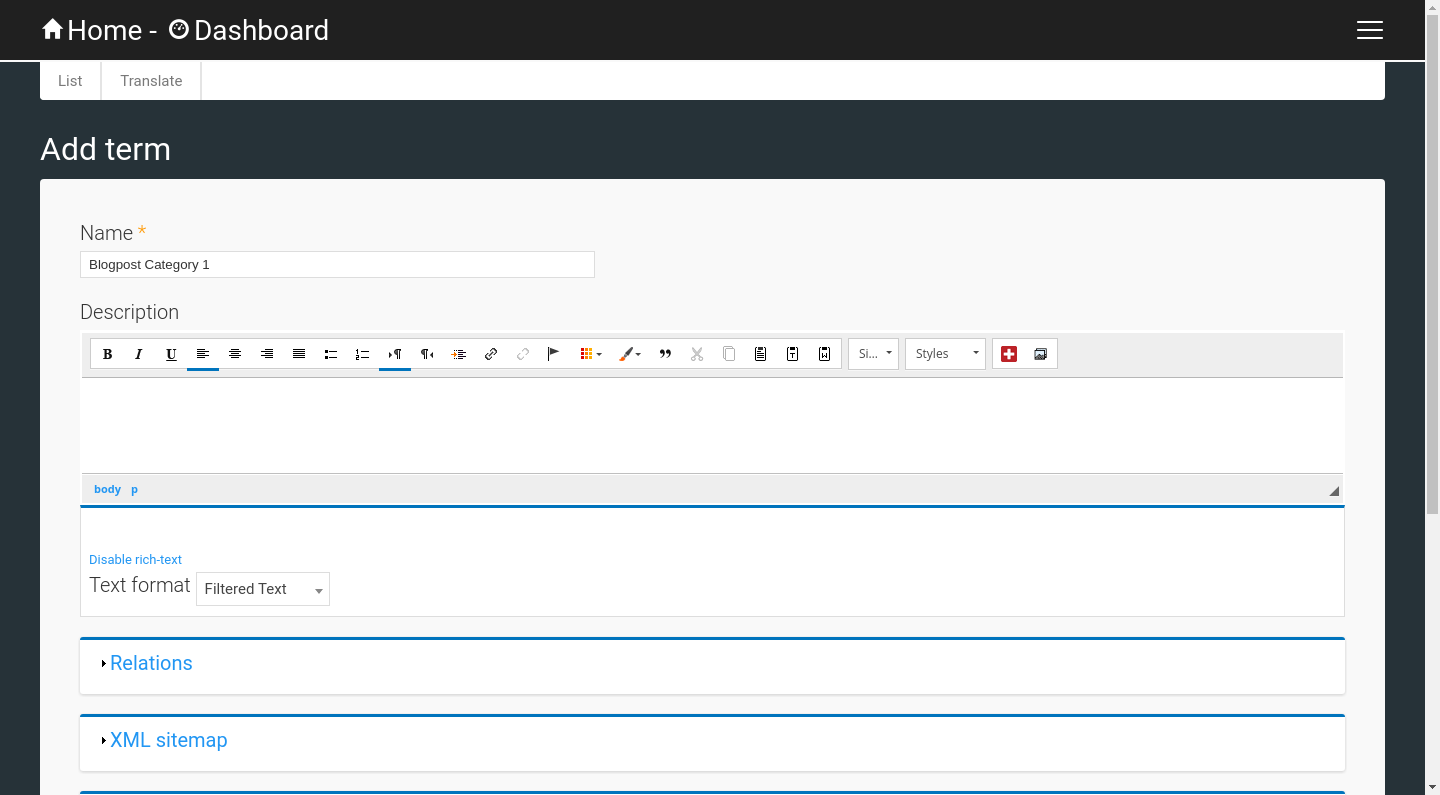 Home - Dashboard
List Translate
Add term
Name *
Blogpost Category 1
Description
B I U Si... Styles
body p
Disable rich-text
Text format Filtered Text
Relations
XML sitemap